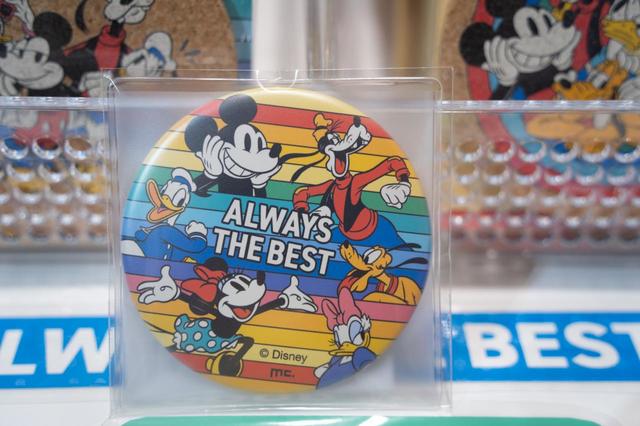 ALWAYS
THE BEST
© Disney
mc.
LW
BEST